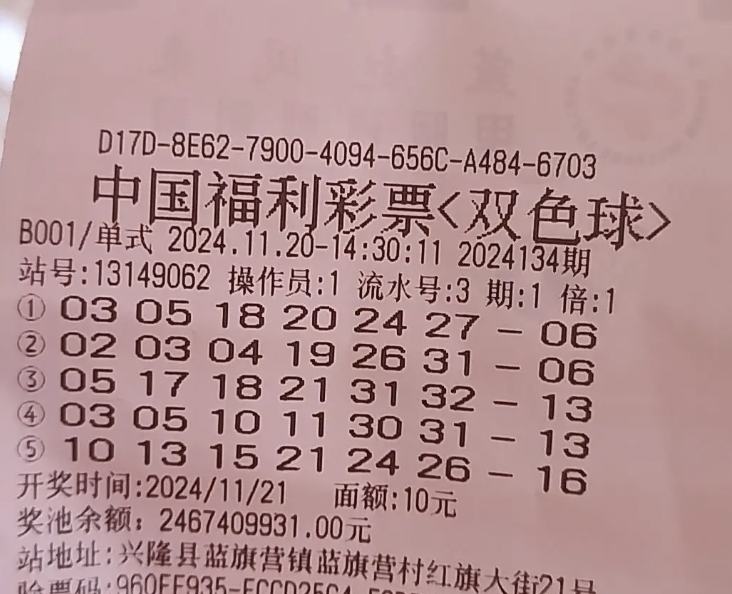 D17D-8E62-7900-4094-656C-A484-6703
中国福利彩票<双色球>
B001/单式 2024.11.20-14:30:11 2024134期
站号:13149062 操作员:1 流水号:3 期:1 倍:1
① 03 05 18 20 24 27 - 06
② 02 03 04 19 26 31 - 06
③ 05 17 18 21 31 32 - 13
④ 03 05 10 11 30 31 - 13
⑤ 10 13 15 21 24 26 - 16
开奖时间:2024/11/21 面额:10元
奖池余额: 2467409931.00元
站地址:兴隆县蓝旗营镇蓝旗营村红旗大街21号
验票码: